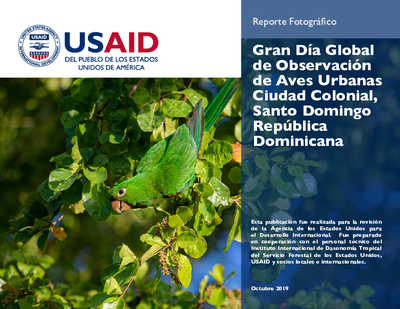 USAID
DEL PUEBLO DE LOS ESTADOS
UNIDOS DE AMÉRICA
Reporte Fotográfico
Gran Día Global
de Observación
de Aves Urbanas
Ciudad Colonial,
Santo Domingo
República
Dominicana
Esta publicación fue realizada para la revisión
de la Agencia de los Estados Unidos para
el Desarrollo Internacional. Fue preparado
en cooperación con el personal técnico del
Instituto Internacional de Dasonomía Tropical
del Servicio Forestal de los Estados Unidos,
USAID y socios locales e internacionales.
Octubre 2019